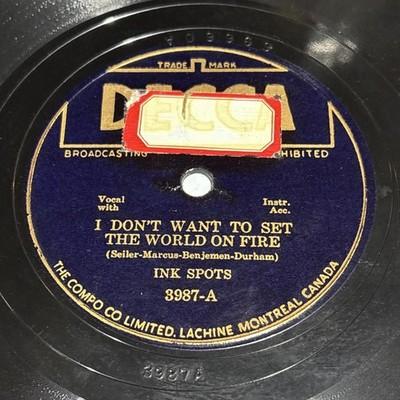 TRADE MARK
DECCA
BROADCASTING
Vocal with
Instr. Acc.
I DON'T WANT TO SET
THE WORLD ON FIRE
(Seiler-Marcus-Benjemen-Durham)
INK SPOTS
3987-A
THE COMPO CO LIMITED. LACHINE MONTREAL CANADA
3987A